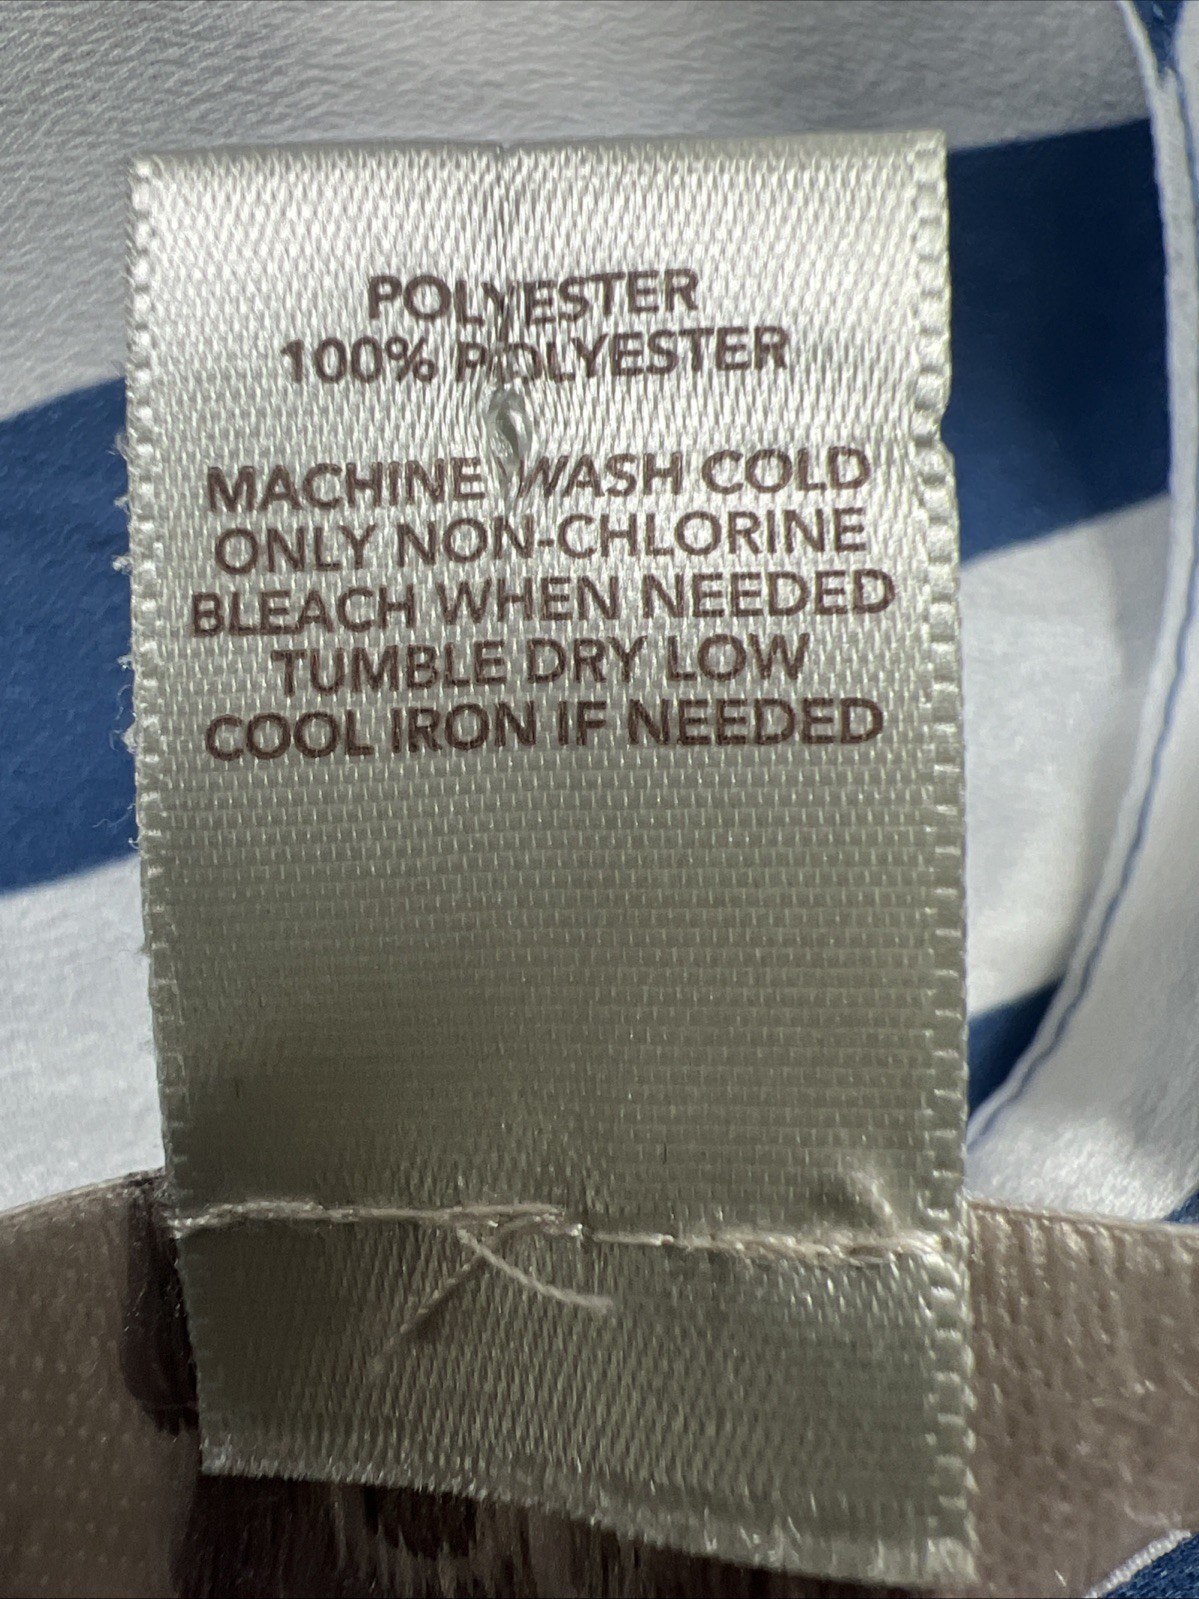 POLYESTER
100% POLYESTER
MACHINE WASH COLD
ONLY NON-CHLORINE
BLEACH WHEN NEEDED
TUMBLE DRY LOW
COOL IRON IF NEEDED